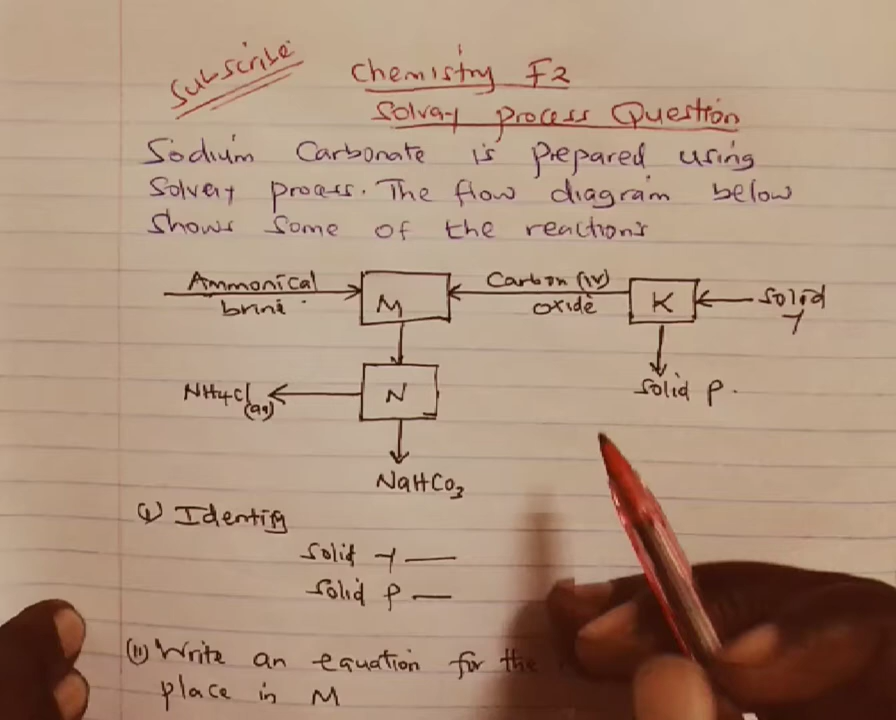 Subscribe
Chemistry F2
Solvay process Question
Sodium Carbonate is prepared using
Solvay process. The flow diagram below
Shows Some of the reactions
Ammonical
brine
M
Carbon (iv)
oxide
K
Solid
Y
NH4Cl(aq)
N
Solid P.
NaHCO3
i) Identify
Solid Y —
Solid P —
(ii) Write an equation for the
place in M